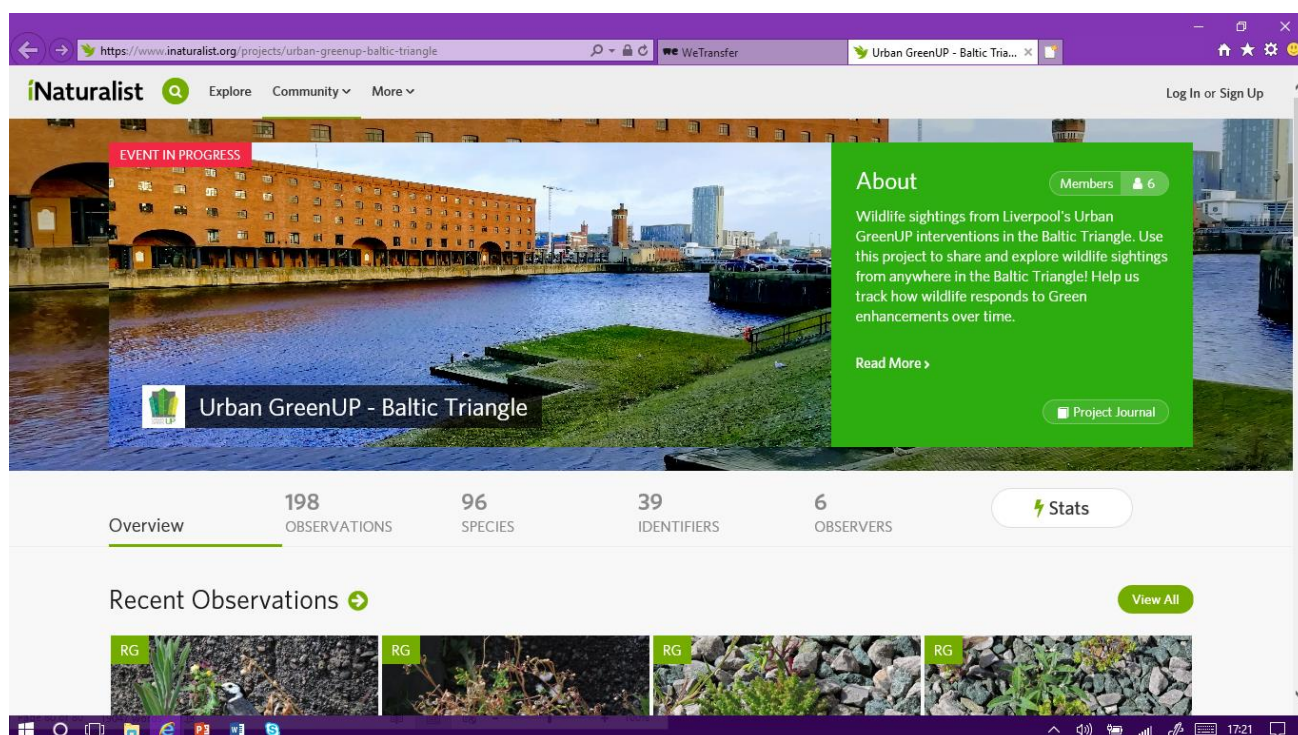 https://www.inaturalist.org/projects/urban-greenup-baltic-triangle
WeTransfer
Urban GreenUP - Baltic Tria...
iNaturalist
Explore
Community
More
Log In or Sign Up
EVENT IN PROGRESS
About
Members 6
Wildlife sightings from Liverpool's Urban
GreenUP interventions in the Baltic Triangle. Use
this project to share and explore wildlife sightings
from anywhere in the Baltic Triangle! Help us
track how wildlife responds to Green
enhancements over time.
Read More >
Project Journal
UP
Urban GreenUP - Baltic Triangle
Overview
198
OBSERVATIONS
96
SPECIES
39
IDENTIFIERS
6
OBSERVERS
Stats
Recent Observations
View All
RG
RG
RG
RG
17:21